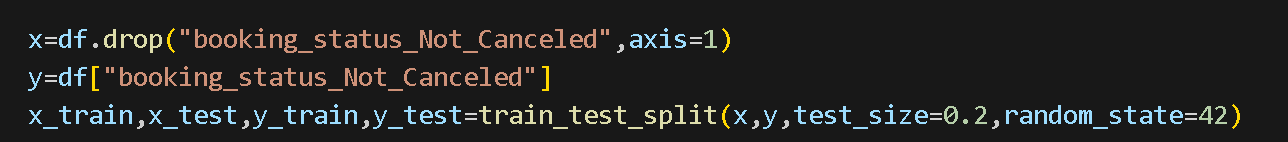 x=df.drop("booking_status_Not_Canceled",axis=1)
y=df["booking_status_Not_Canceled"]
x_train,x_test,y_train,y_test=train_test_split(x,y,test_size=0.2,random_state=42)